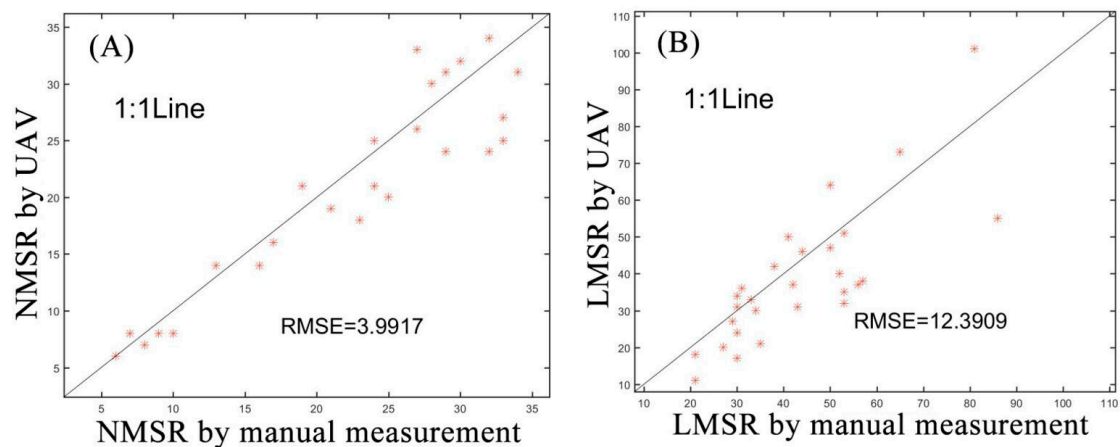 (A)
1:1Line
RMSE=3.9917
NMSR by UAV
35
30
25
20
15
10
5
5 10 15 20 25 30 35
NMSR by manual measurement
(B)
1:1Line
RMSE=12.3909
LMSR by UAV
110
100
90
80
70
60
50
40
30
20
10
10 20 30 40 50 60 70 80 90 100 110
LMSR by manual measurement